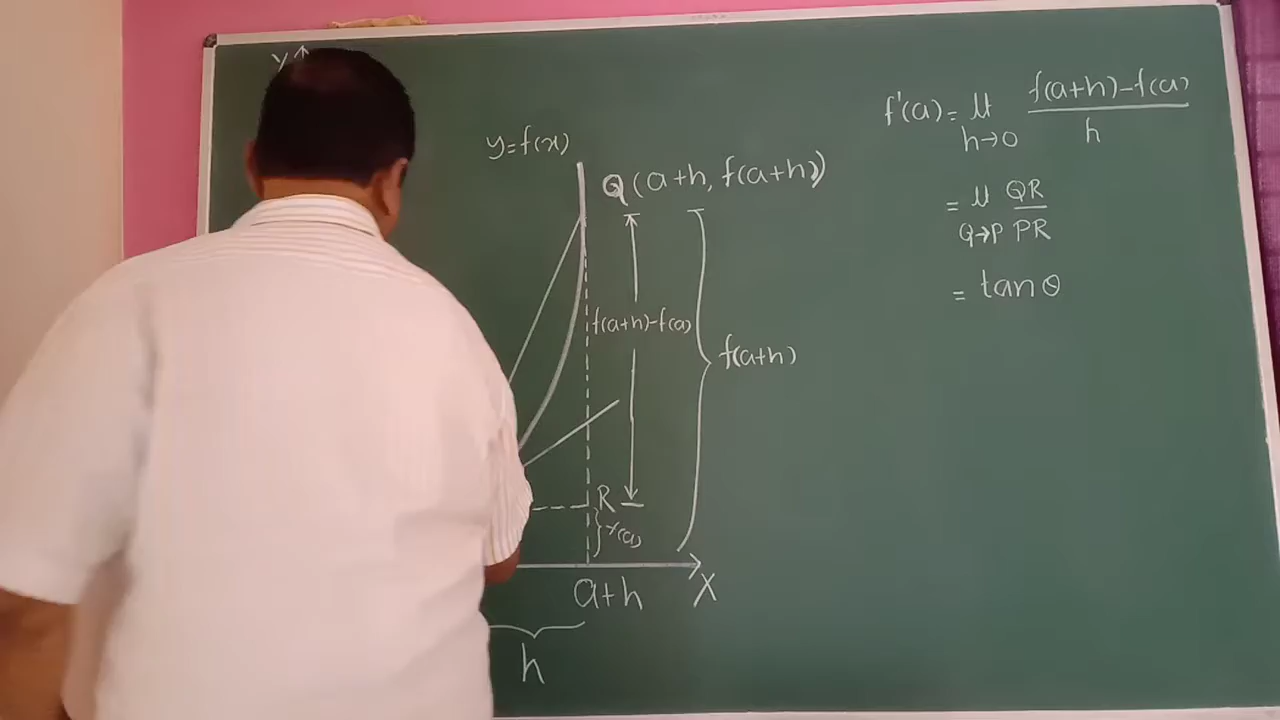 Y
y=f(x)
Q(a+h, f(a+h))
f(a+h)-f(a)
f(a+h)
R
f(a)
a+h
X
h
f'(a) = lt h→0 f(a+h)-f(a) / h
= lt Q→P QR / PR
= tan θ